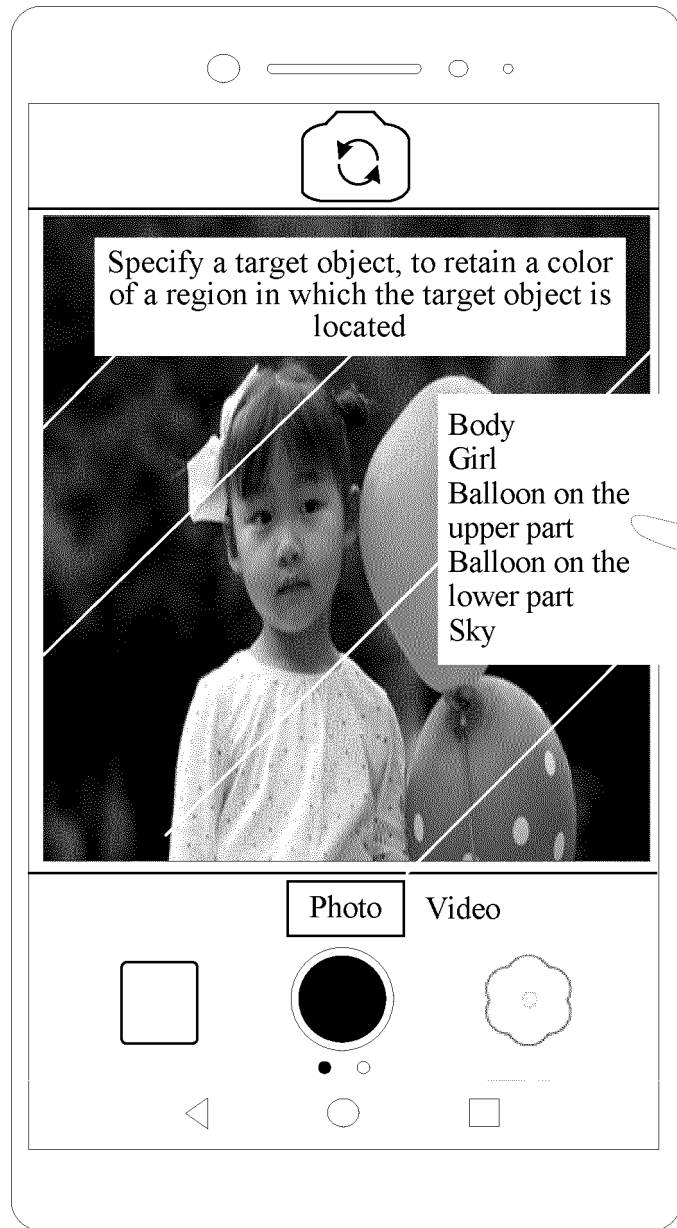 Specify a target object, to retain a color
of a region in which the target object is
located
Body
Girl
Balloon on the
upper part
Balloon on the
lower part
Sky
Photo
Video